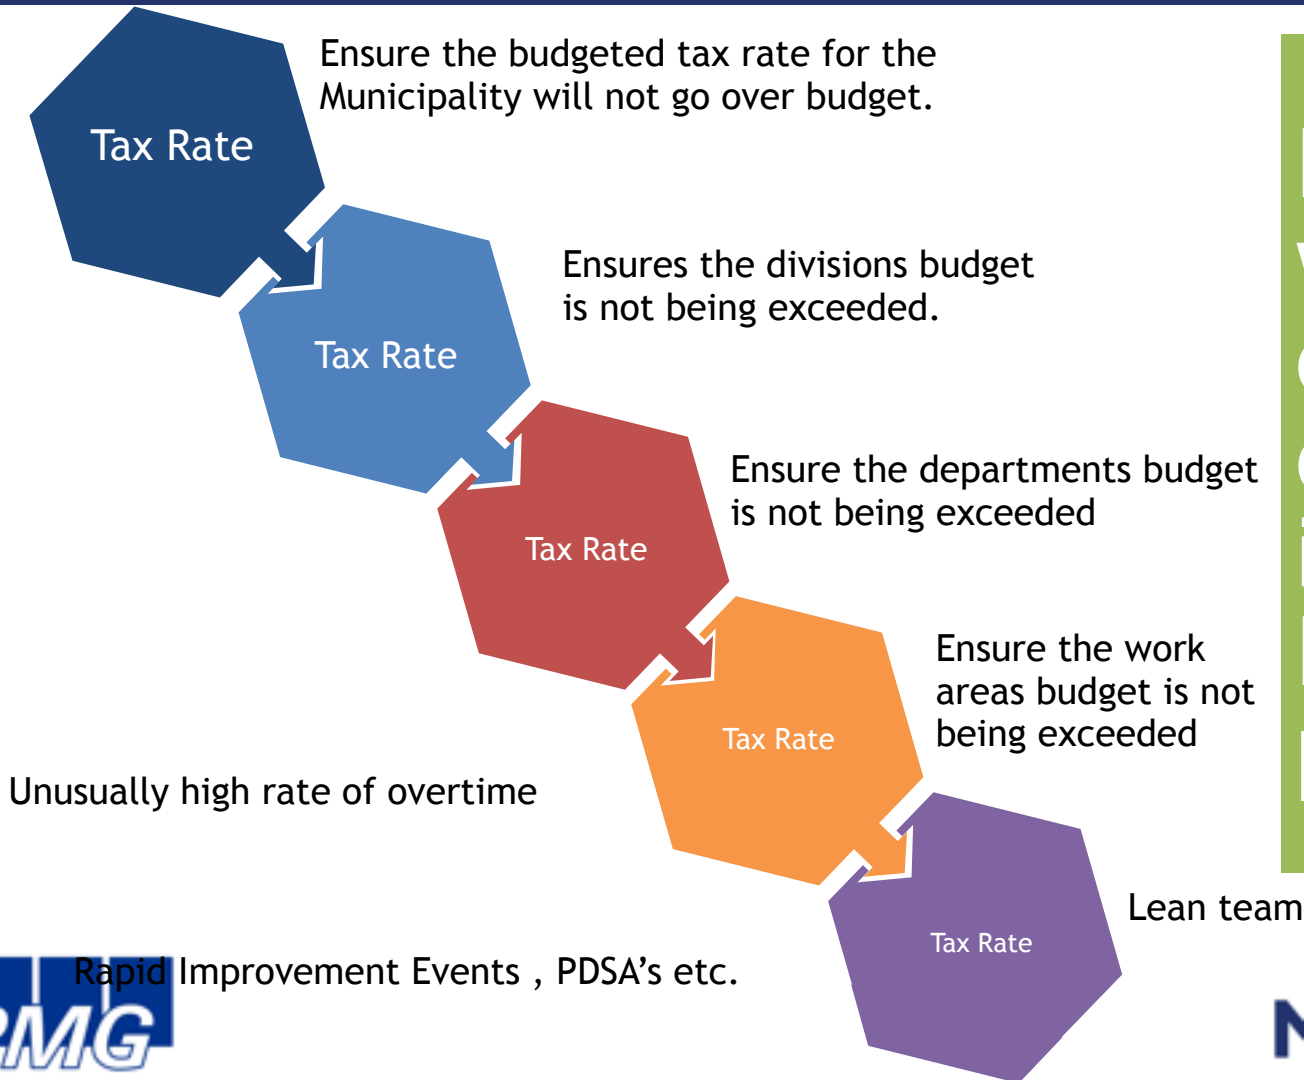 Tax Rate
Ensure the budgeted tax rate for the
Municipality will not go over budget.
Tax Rate
Ensures the divisions budget
is not being exceeded.
Tax Rate
Ensure the departments budget
is not being exceeded
Tax Rate
Ensure the work
areas budget is not
being exceeded
Unusually high rate of overtime
Tax Rate
Lean team
Rapid Improvement Events , PDSA’s etc.